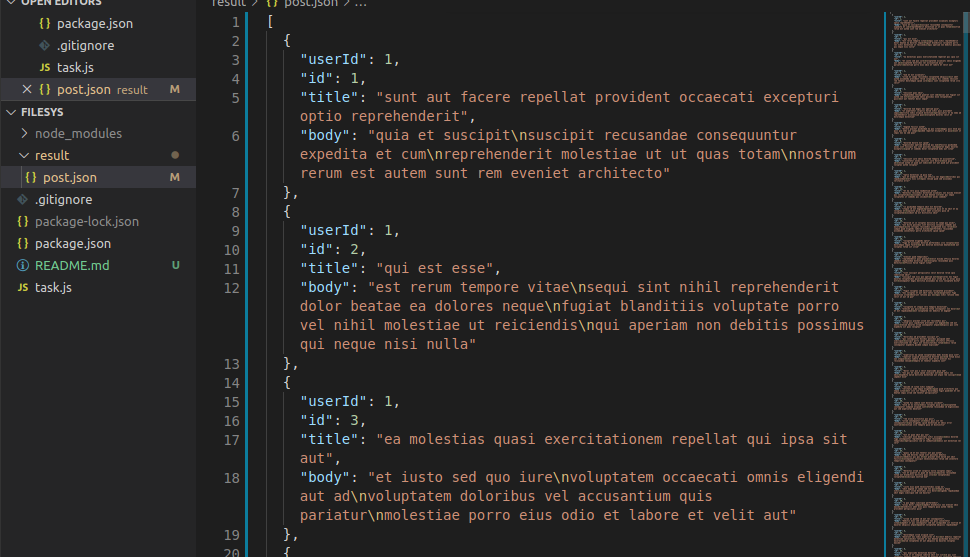 OPEN EDITORS
{} package.json
.gitignore
JS task.js
{} post.json result M
FILESYS
node_modules
result
{} post.json M
.gitignore
{} package-lock.json
{} package.json
README.md U
JS task.js
result > {} post.json > ...
1 [
2 {
3 "userId": 1,
4 "id": 1,
5 "title": "sunt aut facere repellat provident occaecati excepturi
optio reprehenderit",
6 "body": "quia et suscipit\nsuscipit recusandae consequuntur
expedita et cum\nreprehenderit molestiae ut ut quas totam\nnostrum
rerum est autem sunt rem eveniet architecto"
7 },
8 {
9 "userId": 1,
10 "id": 2,
11 "title": "qui est esse",
12 "body": "est rerum tempore vitae\nsequi sint nihil reprehenderit
dolor beatae ea dolores neque\nfugiat blanditiis voluptate porro
vel nihil molestiae ut reiciendis\nqui aperiam non debitis possimus
qui neque nisi nulla"
13 },
14 {
15 "userId": 1,
16 "id": 3,
17 "title": "ea molestias quasi exercitationem repellat qui ipsa sit
aut",
18 "body": "et iusto sed quo iure\nvoluptatem occaecati omnis eligendi
aut ad\nvoluptatem doloribus vel accusantium quis
pariatur\nmolestiae porro eius odio et labore et velit aut"
19 },
20 {